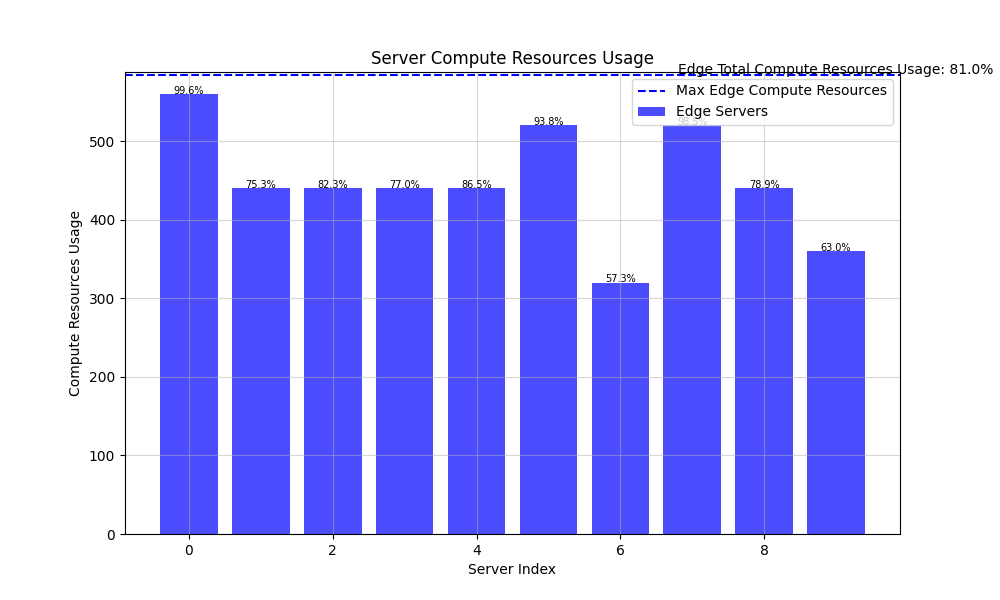 Server Compute Resources Usage
Edge Total Compute Resources Usage: 81.0%
Max Edge Compute Resources
Edge Servers
99.6%
75.3%
82.3%
77.0%
86.5%
93.8%
57.3%
78.9%
63.0%
Compute Resources Usage
500
400
300
200
100
0
0 2 4 6 8
Server Index